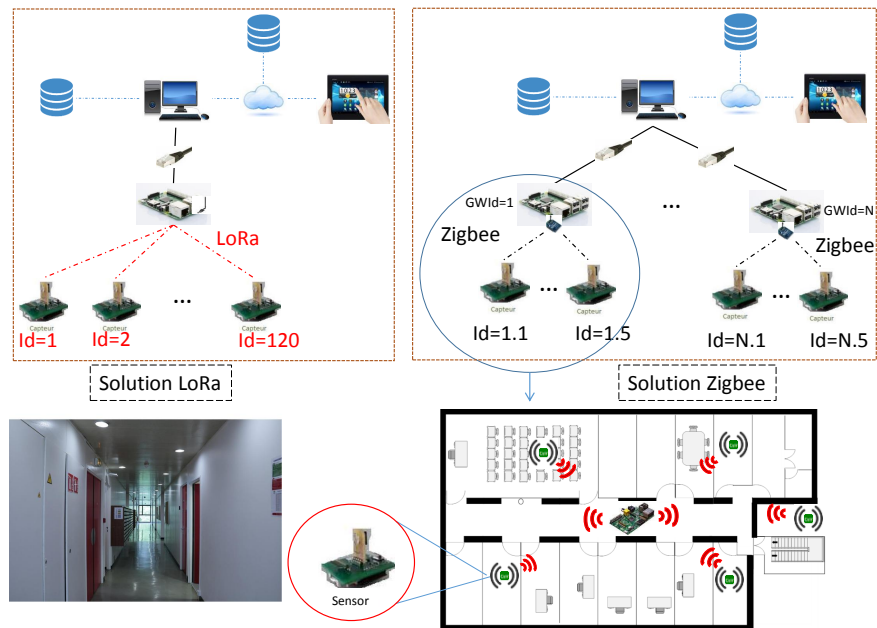 LoRa
Capteur
Capteur
Capteur
...
Id=1
Id=2
Id=120
Solution LoRa
GWId=1
...
GWId=N
Zigbee
Zigbee
...
...
Capteur
Capteur
Capteur
Capteur
Id=1.1
Id=1.5
Id=N.1
Id=N.5
Solution Zigbee
Sensor